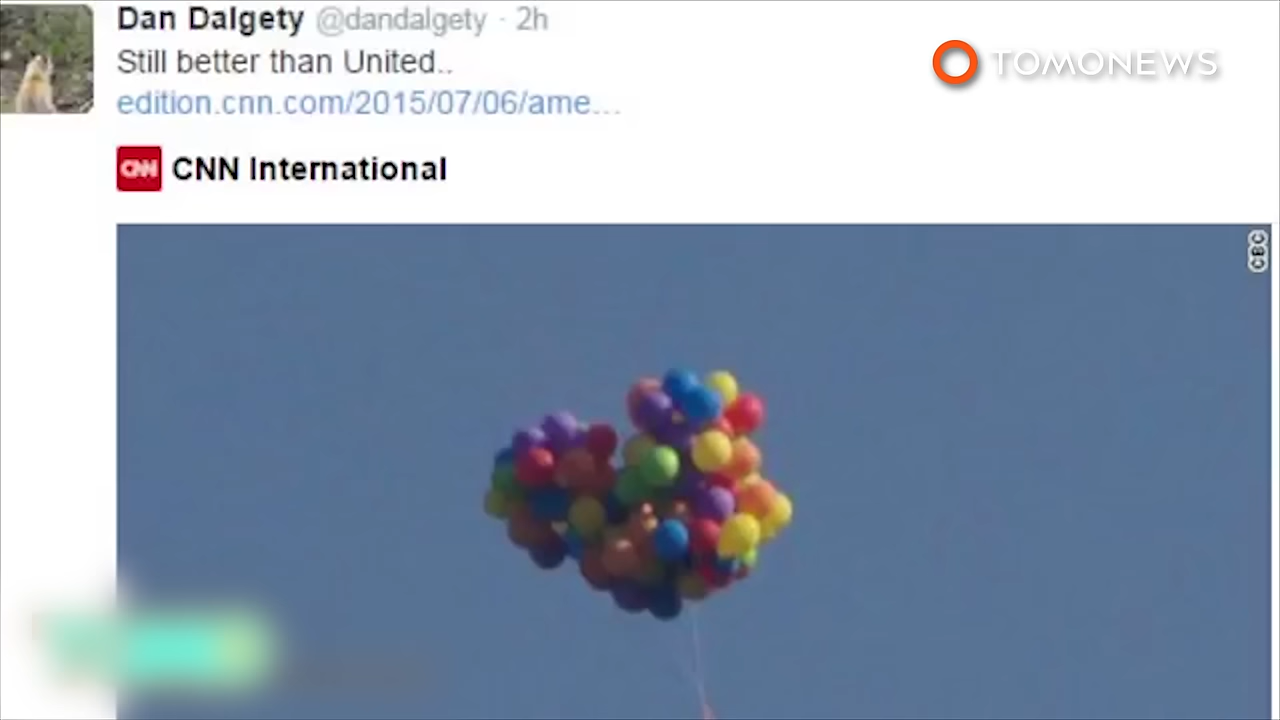 Dan Dalgety @dandalgety · 2h
Still better than United..
edition.cnn.com/2015/07/06/ame...
TOMONEWS
CNN CNN International
CBC